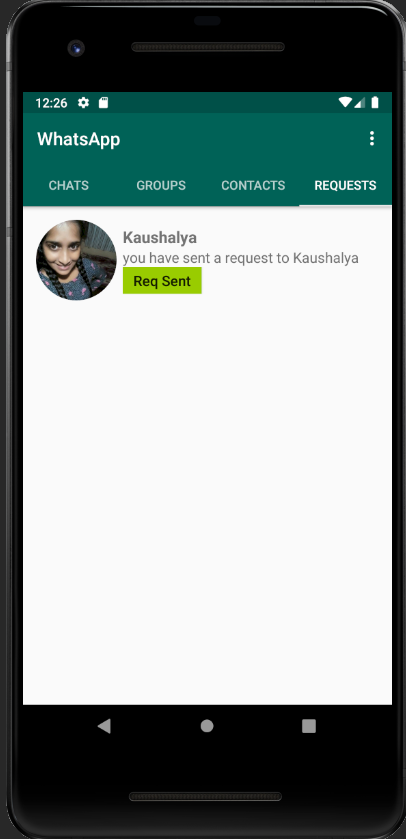 12:26
WhatsApp
CHATS GROUPS CONTACTS REQUESTS
Kaushalya
you have sent a request to Kaushalya
Req Sent